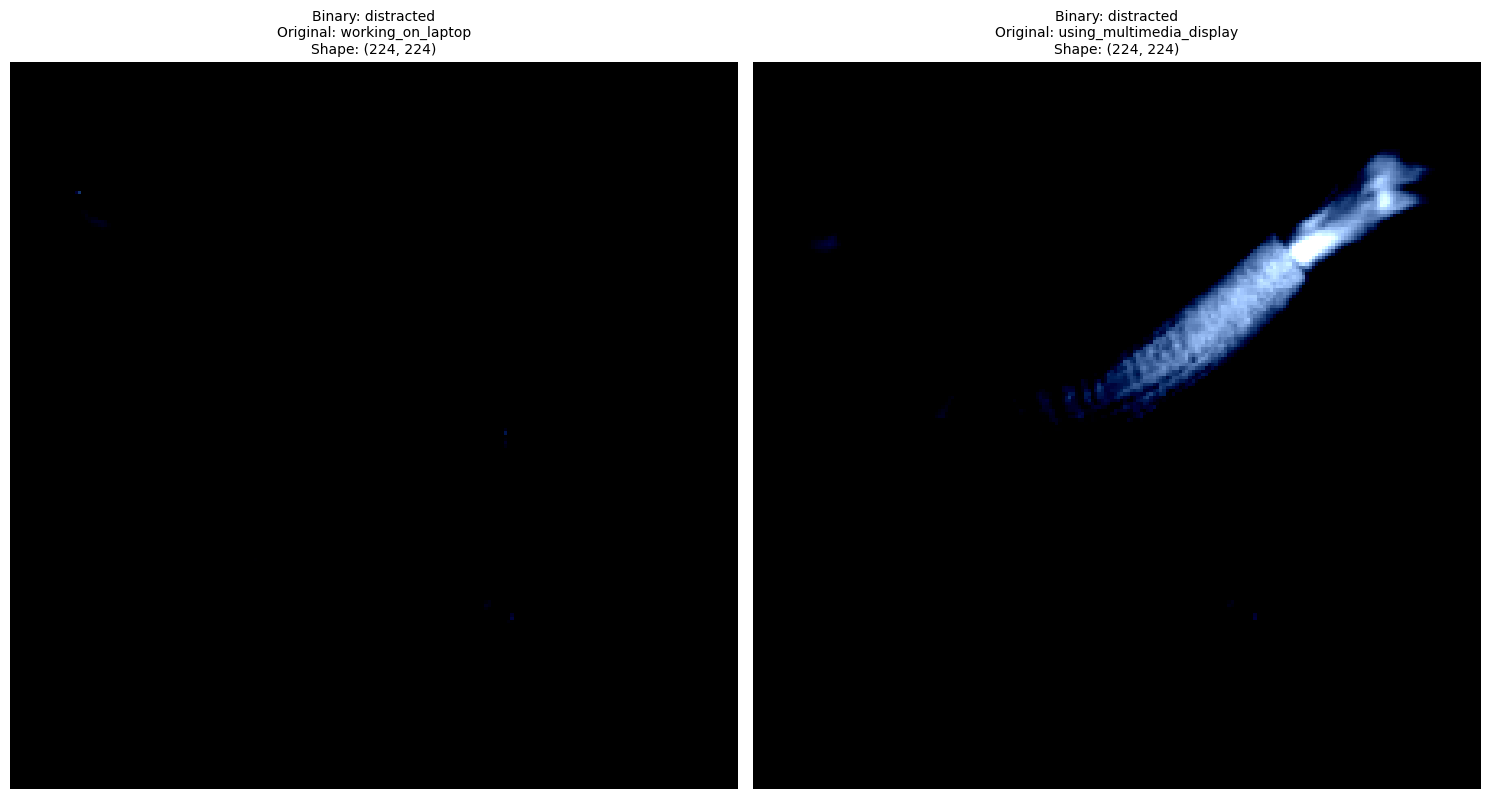 Binary: distracted
Original: working_on_laptop
Shape: (224, 224)
Binary: distracted
Original: using_multimedia_display
Shape: (224, 224)